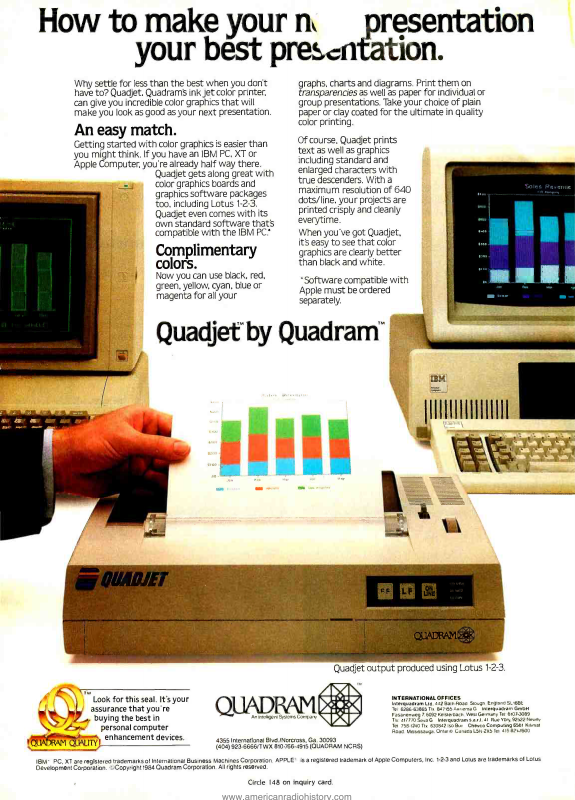 How to make your n presentation
your best presentation.
Why settle for less than the best when you don't
have to? Quadjet. Quadram's ink jet color printer,
can give you incredible color graphics that will
make you look as good as your next presentation.
An easy match.
Getting started with color graphics is easier than
you might think. If you have an IBM PC, XT or
Apple Computer, you're already half way there.
Quadjet gets along great with
color graphics boards and
graphics software packages
too, including Lotus 1-2-3.
Quadjet even comes with its
own standard software that's
compatible with the IBM PC.*
Complimentary
colors.
Now you can use black, red,
green, yellow, cyan, blue or
magenta for all your
graphs, charts and diagrams. Print them on
transparencies as well as paper for individual or
group presentations. Take your choice of plain
paper or clay coated for the ultimate in quality
color printing.
Of course, Quadjet prints
text as well as graphics
including standard and
enlarged characters with
true descenders. With a
maximum resolution of 640
dots/line, your projects are
printed crisply and cleanly
everytime.
When you've got Quadjet,
it's easy to see that color
graphics are clearly better
than black and white.
*Software compatible with
Apple must be ordered
separately.
Quadjet™ by Quadram™
Sales Revenue
IBM
Sales Revenue
QUADJET
FF LF ON LINE
QUADRAM
Quadjet output produced using Lotus 1-2-3.
QUADRAM QUALITY
Look for this seal. It's your
assurance that you're
buying the best in
personal computer
enhancement devices.
QUADRAM™
An Intelligent Systems Company
4355 International Blvd./Norcross, Ga. 30093
(404) 923-6666/TWX 810-766-4915 (QUADRAM NCRS)
INTERNATIONAL OFFICES
IBM® PC, XT are registered trademarks of International Business Machines Corporation. APPLE® is a registered trademark of Apple Computers, Inc. 1-2-3 and Lotus are trademarks of Lotus
Development Corporation. ©Copyright 1984 Quadram Corporation. All rights reserved.
Circle 148 on inquiry card.
www.americanradiohistory.com